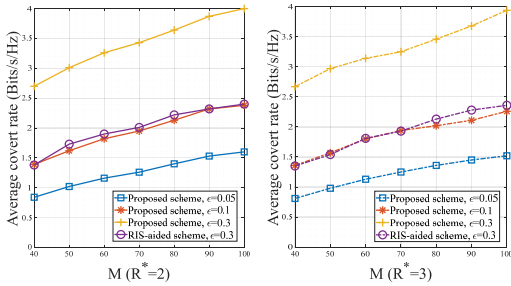 Average covert rate (Bits/s/Hz)
4
3.5
3
2.5
2
1.5
1
0.5
0
40 50 60 70 80 90 100
Proposed scheme, ϵ=0.05
Proposed scheme, ϵ=0.1
Proposed scheme, ϵ=0.3
RIS-aided scheme, ϵ=0.3
M (R*=2)
Average covert rate (Bits/s/Hz)
4
3.5
3
2.5
2
1.5
1
0.5
0
40 50 60 70 80 90 100
Proposed scheme, ϵ=0.05
Proposed scheme, ϵ=0.1
Proposed scheme, ϵ=0.3
RIS-aided scheme, ϵ=0.3
M (R*=3)